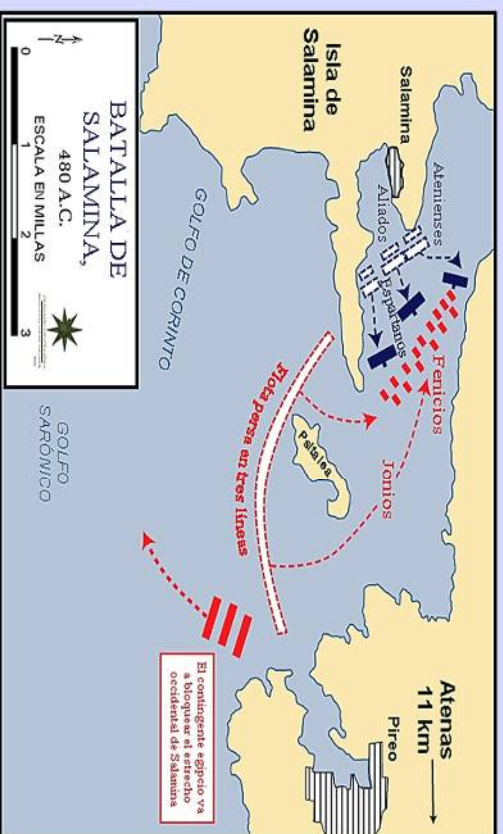 Atenas
11 km
Pireo
Salamina
Isla de
Salamina
Atenienses
Aliados
Espartanos
Fenicios
Jonios
Psitalea
Flota persa en tres líneas
GOLFO DE CORINTO
GOLFO
SARÓNICO
El contingente egipcio va
a bloquear el estrecho
occidental de Salamina
BATALLA DE
SALAMINA,
480 A.C.
ESCALA EN MILLAS
0 1 2 3
N